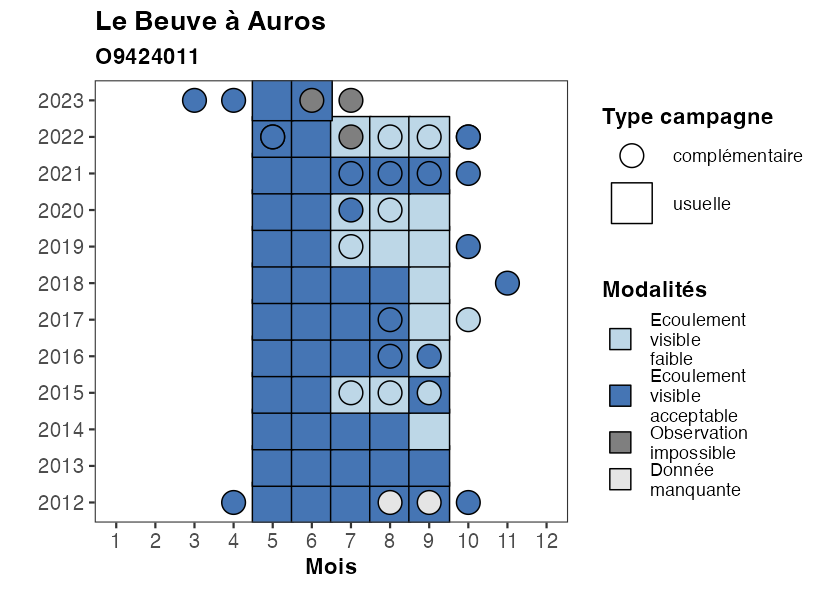 Le Beuve à Auros
O9424011
2023
2022
2021
2020
2019
2018
2017
2016
2015
2014
2013
2012
1 2 3 4 5 6 7 8 9 10 11 12
Mois
Type campagne
complémentaire
usuelle
Modalités
Ecoulement
visible
faible
Ecoulement
visible
acceptable
Observation
impossible
Donnée
manquante